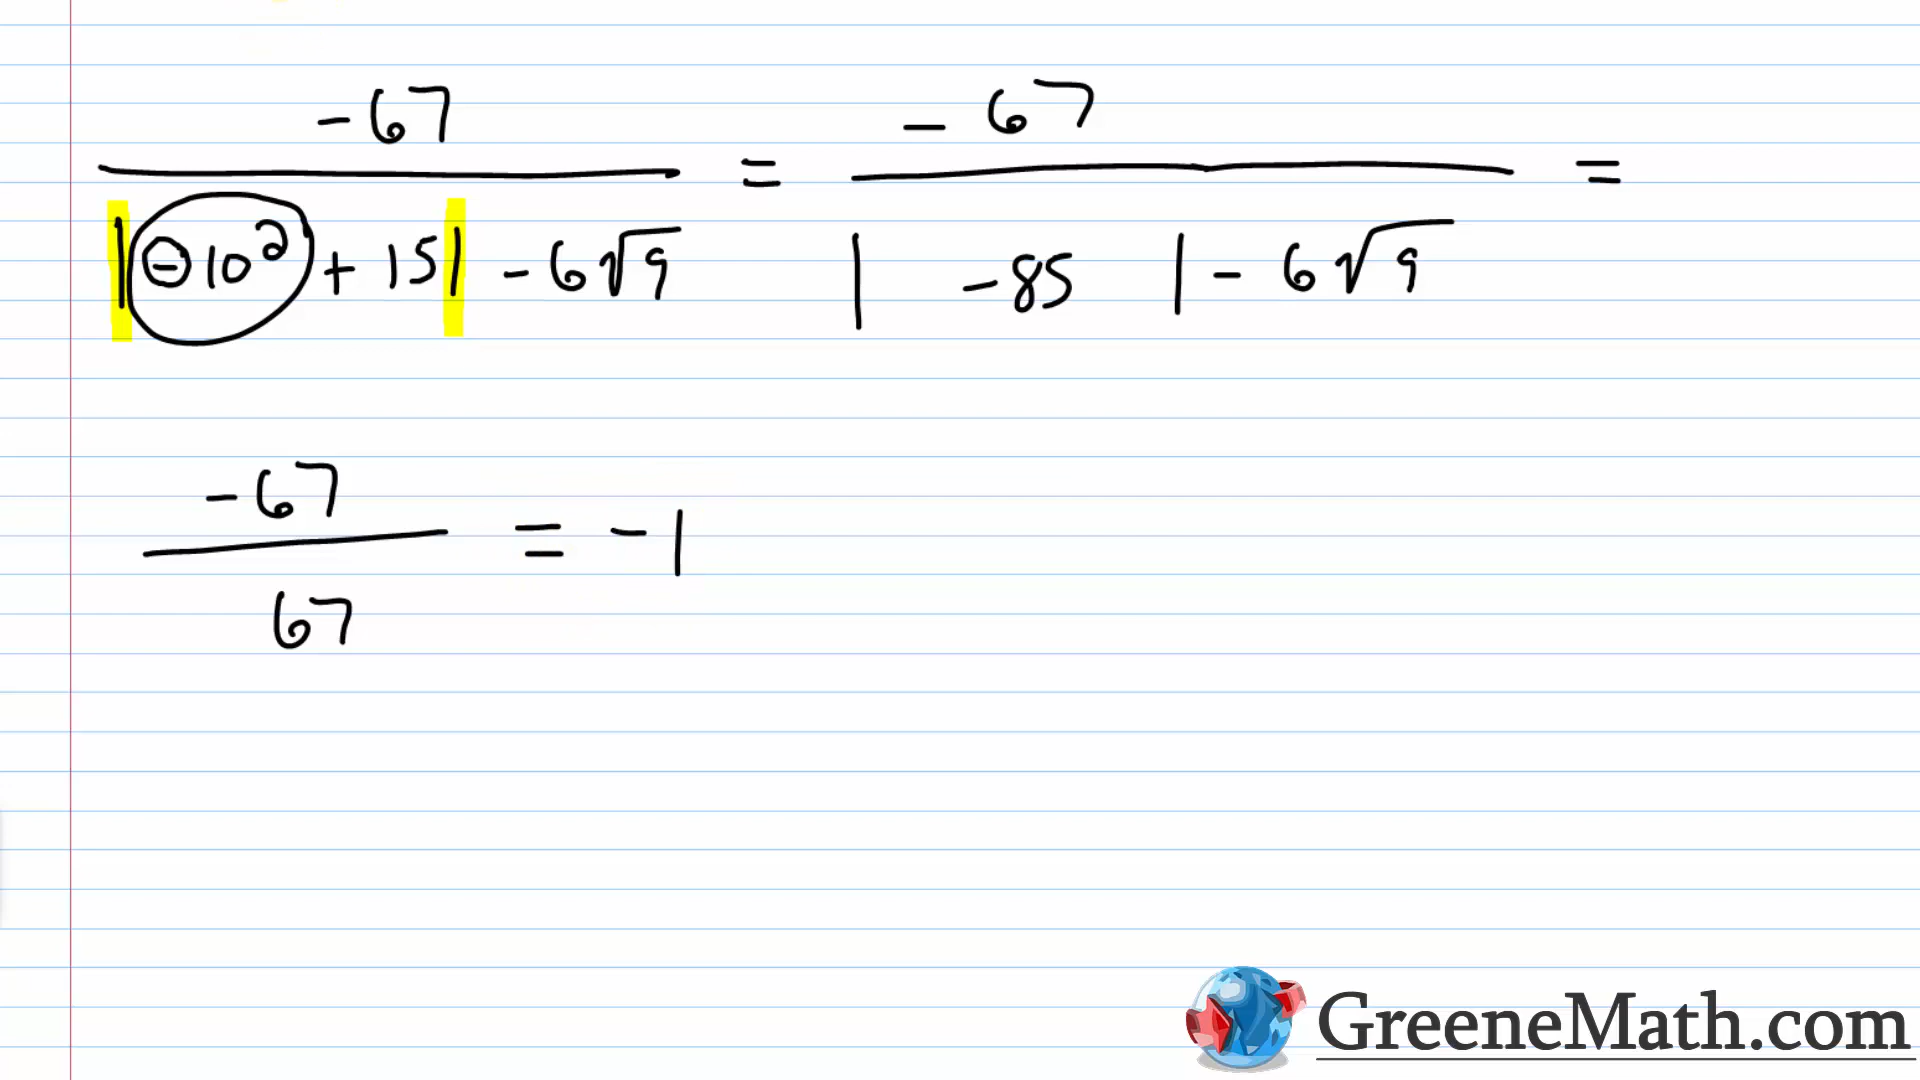 -67 / (|-10² + 15| - 6√9) = -67 / (|-85| - 6√9) =
-67 / 67 = -1
GreeneMath.com